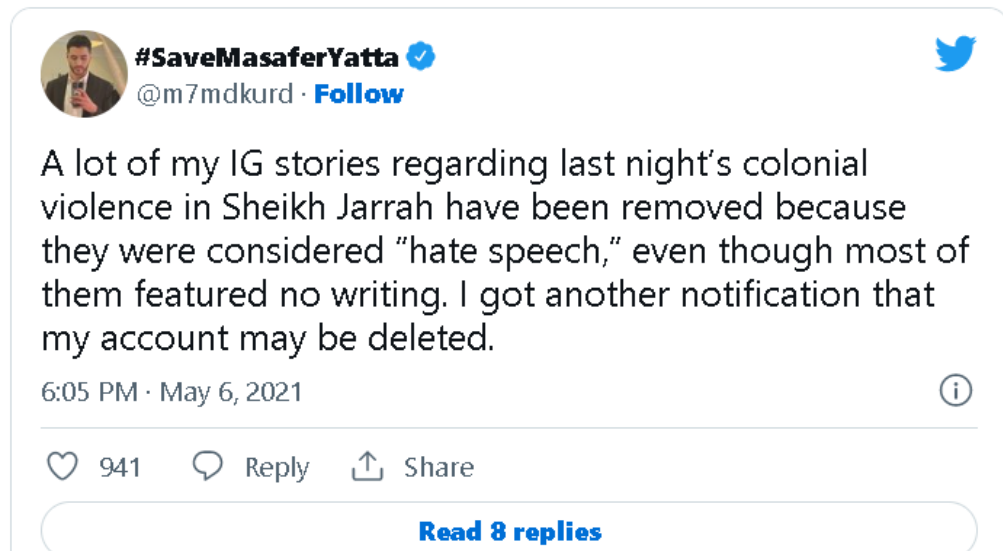 #SaveMasaferYatta
@m7mdkurd · Follow
A lot of my IG stories regarding last night’s colonial
violence in Sheikh Jarrah have been removed because
they were considered “hate speech,” even though most of
them featured no writing. I got another notification that
my account may be deleted.
6:05 PM · May 6, 2021
941 Reply Share
Read 8 replies